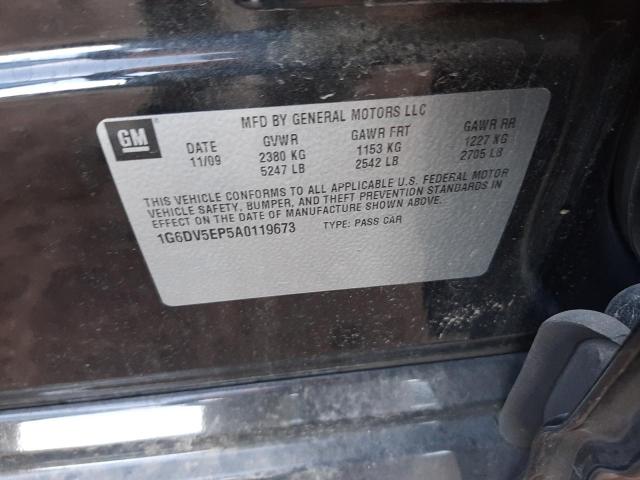 GM
MFD BY GENERAL MOTORS LLC
DATE GVWR GAWR FRT GAWR RR
11/09 2380 KG 1153 KG 1227 KG
5247 LB 2542 LB 2705 LB
THIS VEHICLE CONFORMS TO ALL APPLICABLE U.S. FEDERAL MOTOR
VEHICLE SAFETY, BUMPER, AND THEFT PREVENTION STANDARDS IN
EFFECT ON THE DATE OF MANUFACTURE SHOWN ABOVE.
1G6DV5EP5A0119673 TYPE: PASS CAR